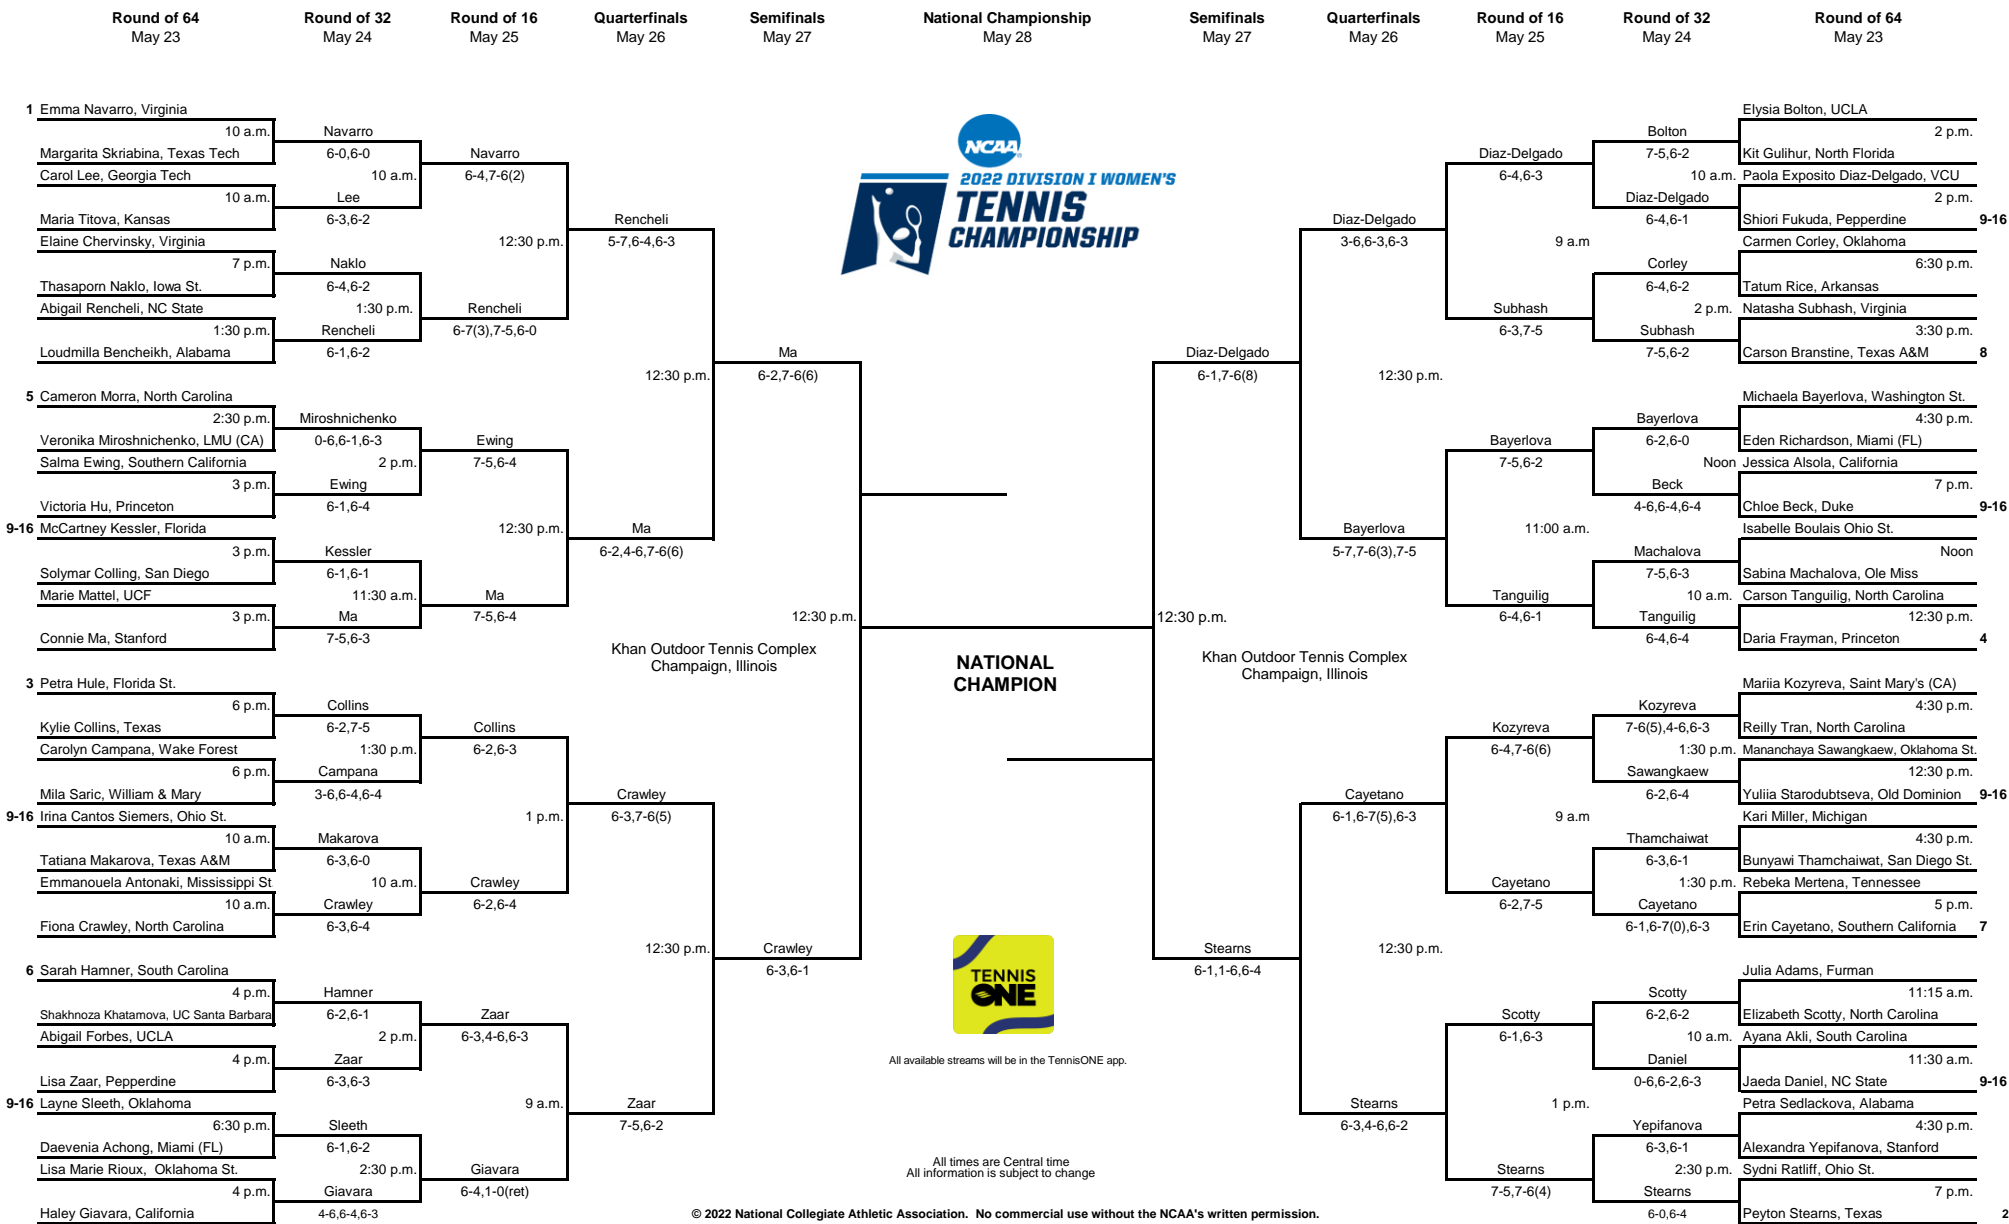 Round of 64 Round of 32 Round of 16 Quarterfinals Semifinals National Championship Semifinals Quarterfinals Round of 16 Round of 32 Round of 64
May 23 May 24 May 25 May 26 May 27 May 28 May 27 May 26 May 25 May 24 May 23
1 Emma Navarro, Virginia
10 a.m. Navarro
Margarita Skriabina, Texas Tech 6-0,6-0 Navarro
Carol Lee, Georgia Tech 10 a.m. 6-4,7-6(2)
10 a.m. Lee
Maria Titova, Kansas 6-3,6-2 Rencheli
Elaine Chervinsky, Virginia 12:30 p.m. 5-7,6-4,6-3
7 p.m. Naklo
Thasaporn Naklo, Iowa St. 6-4,6-2
Abigail Rencheli, NC State 1:30 p.m. Rencheli
1:30 p.m. Rencheli 6-7(3),7-5,6-0
Loudmilla Bencheikh, Alabama 6-1,6-2 Ma
12:30 p.m. 6-2,7-6(6)
5 Cameron Morra, North Carolina
2:30 p.m. Miroshnichenko
Veronika Miroshnichenko, LMU (CA) 0-6,6-1,6-3 Ewing
Salma Ewing, Southern California 2 p.m. 7-5,6-4
3 p.m. Ewing
Victoria Hu, Princeton 6-1,6-4
9-16 McCartney Kessler, Florida 12:30 p.m. Ma
3 p.m. Kessler 6-2,4-6,7-6(6)
Solymar Colling, San Diego 6-1,6-1
Marie Mattel, UCF 11:30 a.m. Ma
3 p.m. Ma 7-5,6-4 12:30 p.m.
Connie Ma, Stanford 7-5,6-3
Khan Outdoor Tennis Complex
Champaign, Illinois
3 Petra Hule, Florida St.
6 p.m. Collins
Kylie Collins, Texas 6-2,7-5 Collins
Carolyn Campana, Wake Forest 1:30 p.m. 6-2,6-3
6 p.m. Campana
Mila Saric, William & Mary 3-6,6-4,6-4 Crawley
9-16 Irina Cantos Siemers, Ohio St. 1 p.m. 6-3,7-6(5)
10 a.m. Makarova
Tatiana Makarova, Texas A&M 6-3,6-0
Emmanouela Antonaki, Mississippi St 10 a.m. Crawley
10 a.m. Crawley 6-2,6-4
Fiona Crawley, North Carolina 6-3,6-4
12:30 p.m. Crawley
6-3,6-1
6 Sarah Hamner, South Carolina
4 p.m. Hamner
Shakhnoza Khatamova, UC Santa Barbara 6-2,6-1 Zaar
Abigail Forbes, UCLA 2 p.m. 6-3,4-6,6-3
4 p.m. Zaar
Lisa Zaar, Pepperdine 6-3,6-3
9-16 Layne Sleeth, Oklahoma 9 a.m. Zaar
6:30 p.m. Sleeth 7-5,6-2
Daevenia Achong, Miami (FL) 6-1,6-2
Lisa Marie Rioux, Oklahoma St. 2:30 p.m. Giavara
4 p.m. Giavara 6-4,1-0(ret)
Haley Giavara, California 4-6,6-4,6-3
NCAA
2022 DIVISION I WOMEN'S
TENNIS
CHAMPIONSHIP
NATIONAL
CHAMPION
TENNIS
ONE
All available streams will be in the TennisONE app.
All times are Central time
All information is subject to change
Elysia Bolton, UCLA
Bolton 2 p.m.
Diaz-Delgado 7-5,6-2 Kit Gulihur, North Florida
6-4,6-3 10 a.m. Paola Exposito Diaz-Delgado, VCU
Diaz-Delgado 2 p.m.
Diaz-Delgado 6-4,6-1 Shiori Fukuda, Pepperdine 9-16
3-6,6-3,6-3 9 a.m Carmen Corley, Oklahoma
Corley 6:30 p.m.
6-4,6-2 Tatum Rice, Arkansas
Subhash 2 p.m. Natasha Subhash, Virginia
6-3,7-5 Subhash 3:30 p.m.
Diaz-Delgado 7-5,6-2 Carson Branstine, Texas A&M 8
6-1,7-6(8) 12:30 p.m.
Michaela Bayerlova, Washington St.
Bayerlova 4:30 p.m.
Bayerlova 6-2,6-0 Eden Richardson, Miami (FL)
7-5,6-2 Noon Jessica Alsola, California
Beck 7 p.m.
4-6,6-4,6-4 Chloe Beck, Duke 9-16
Bayerlova 11:00 a.m. Isabelle Boulais Ohio St.
5-7,7-6(3),7-5 Machalova Noon
7-5,6-3 Sabina Machalova, Ole Miss
Tanguilig 10 a.m. Carson Tanguilig, North Carolina
12:30 p.m. 6-4,6-1 Tanguilig 12:30 p.m.
6-4,6-4 Daria Frayman, Princeton 4
Khan Outdoor Tennis Complex
Champaign, Illinois
Mariia Kozyreva, Saint Mary's (CA)
Kozyreva 4:30 p.m.
Kozyreva 7-6(5),4-6,6-3 Reilly Tran, North Carolina
6-4,7-6(6) 1:30 p.m. Mananchaya Sawangkaew, Oklahoma St.
Sawangkaew 12:30 p.m.
Cayetano 6-2,6-4 Yuliia Starodubtseva, Old Dominion 9-16
6-1,6-7(5),6-3 9 a.m Kari Miller, Michigan
Thamchaiwat 4:30 p.m.
6-3,6-1 Bunyawi Thamchaiwat, San Diego St.
Cayetano 1:30 p.m. Rebeka Mertena, Tennessee
6-2,7-5 Cayetano 5 p.m.
6-1,6-7(0),6-3 Erin Cayetano, Southern California 7
Stearns 12:30 p.m.
6-1,1-6,6-4
Julia Adams, Furman
Scotty 11:15 a.m.
Scotty 6-2,6-2 Elizabeth Scotty, North Carolina
6-1,6-3 10 a.m. Ayana Akli, South Carolina
Daniel 11:30 a.m.
0-6,6-2,6-3 Jaeda Daniel, NC State 9-16
Stearns 1 p.m. Petra Sedlackova, Alabama
6-3,4-6,6-2 Yepifanova 4:30 p.m.
6-3,6-1 Alexandra Yepifanova, Stanford
Stearns 2:30 p.m. Sydni Ratliff, Ohio St.
7-5,7-6(4) Stearns 7 p.m.
6-0,6-4 Peyton Stearns, Texas 2
© 2022 National Collegiate Athletic Association. No commercial use without the NCAA's written permission.